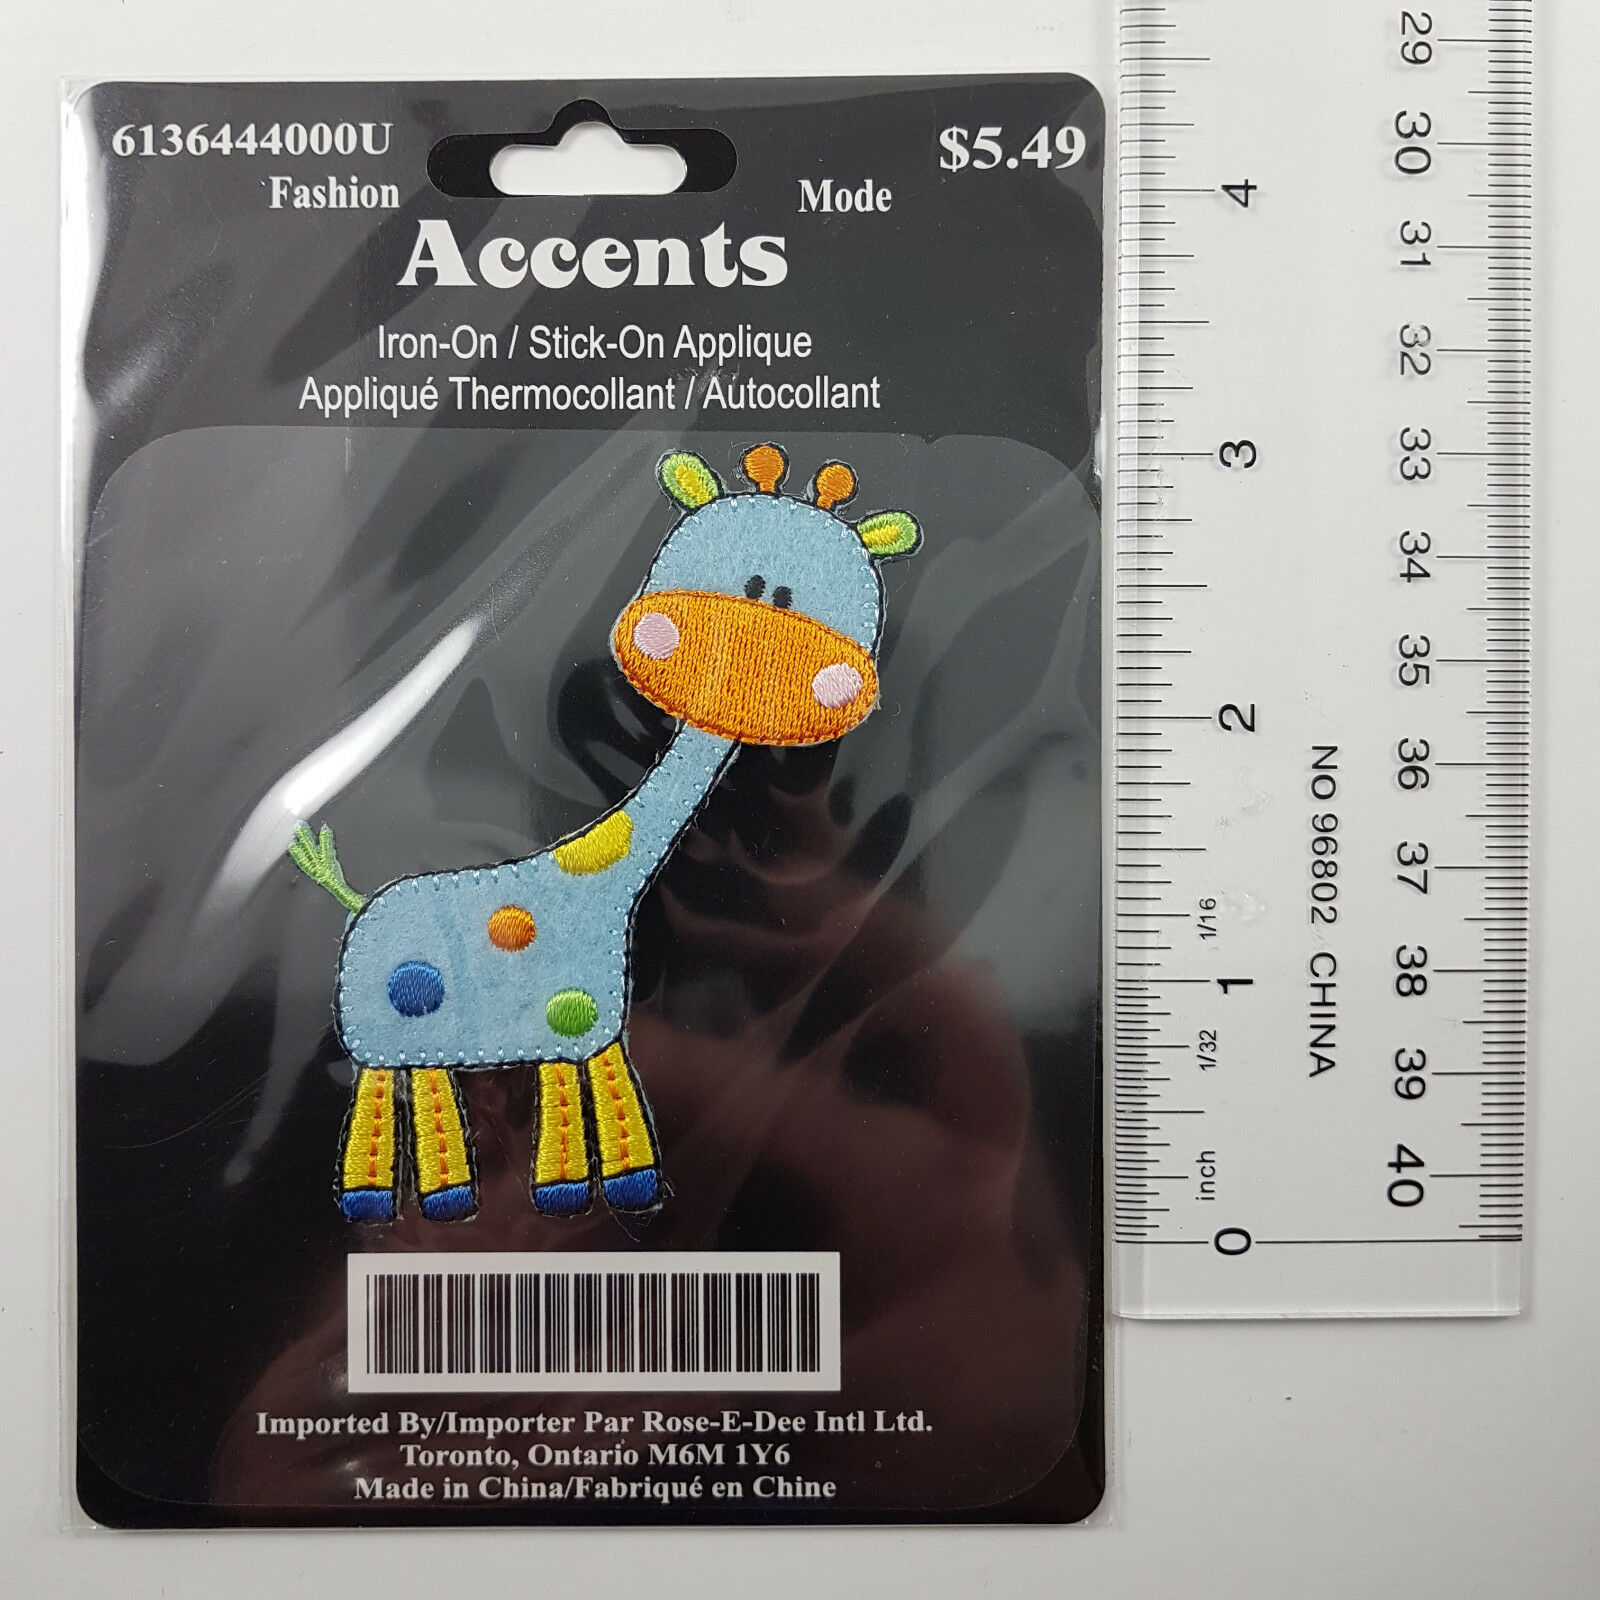 6136444000U
$5.49
Fashion
Mode
Accents
Iron-On / Stick-On Applique
Appliqué Thermocollant / Autocollant
Imported By/Importer Par Rose-E-Dee Intl Ltd.
Toronto, Ontario M6M 1Y6
Made in China/Fabriqué en Chine
4
3
2
1
0
1/16
1/32
inch
NO 96802 CHINA
29
30
31
32
33
34
35
36
37
38
39
40